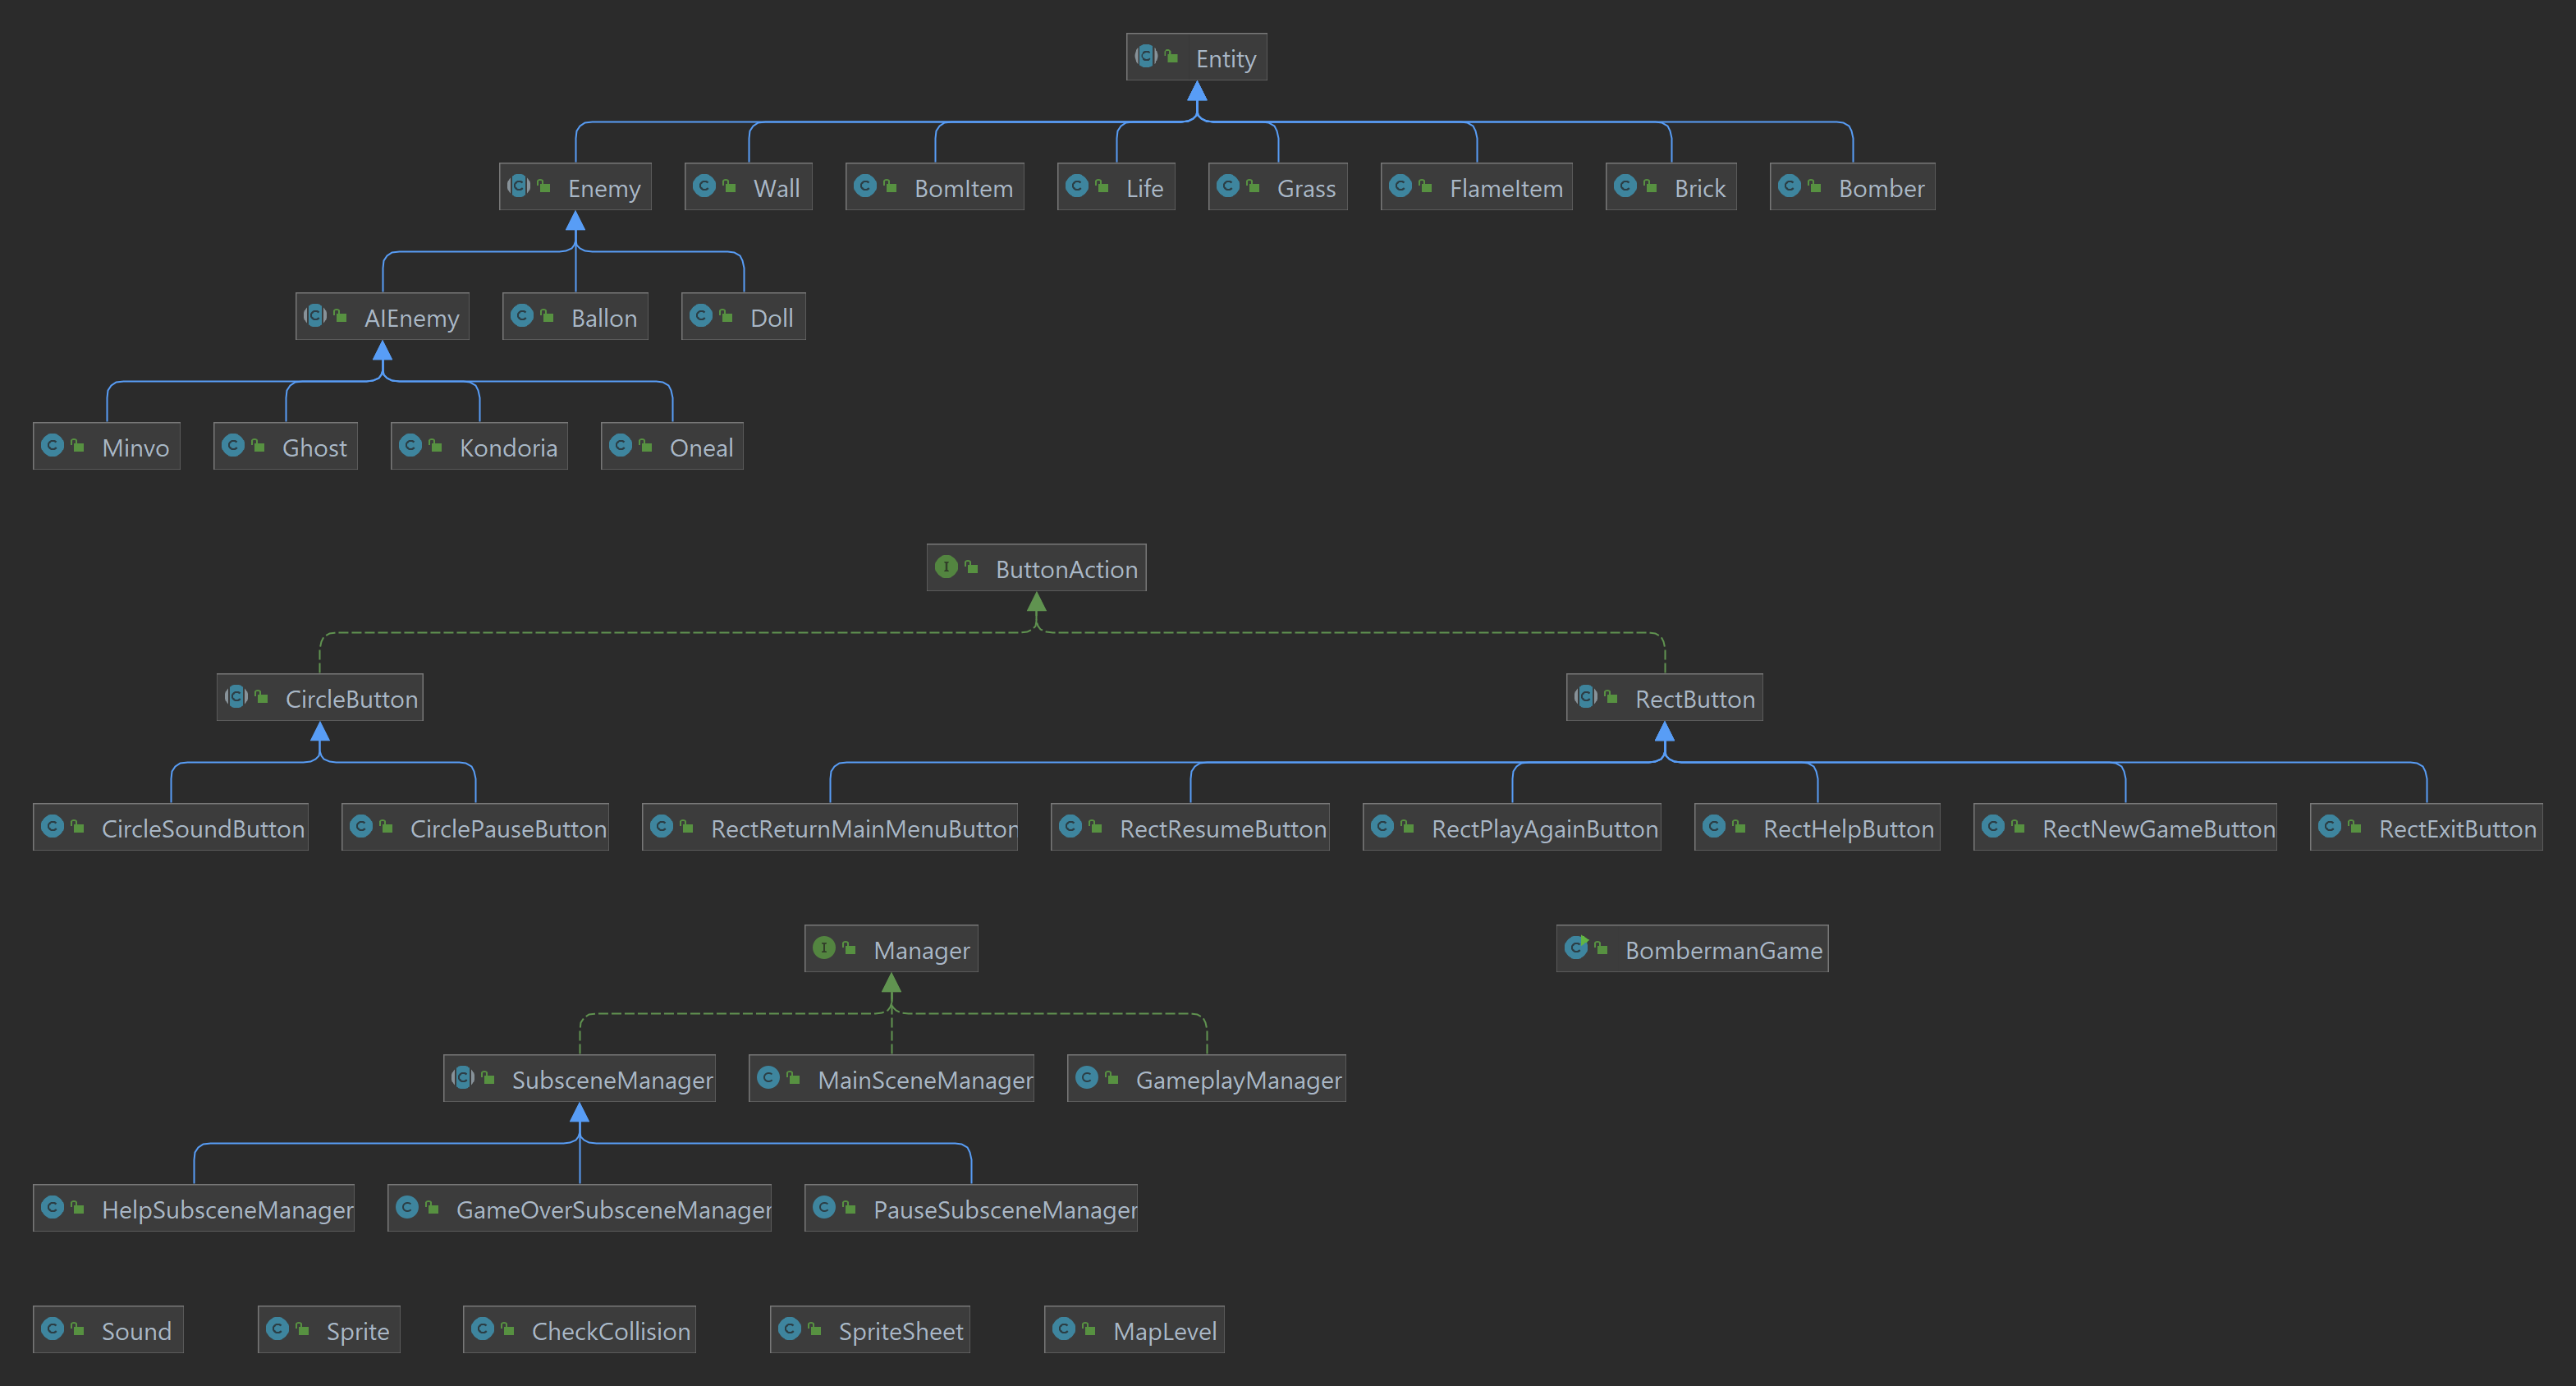 Entity
Enemy
Wall
BomItem
Life
Grass
FlameItem
Brick
Bomber
AIEnemy
Ballon
Doll
Minvo
Ghost
Kondoria
Oneal
ButtonAction
CircleButton
RectButton
CircleSoundButton
CirclePauseButton
RectReturnMainMenuButton
RectResumeButton
RectPlayAgainButton
RectHelpButton
RectNewGameButton
RectExitButton
Manager
BombermanGame
SubsceneManager
MainSceneManager
GameplayManager
HelpSubsceneManager
GameOverSubsceneManager
PauseSubsceneManager
Sound
Sprite
CheckCollision
SpriteSheet
MapLevel